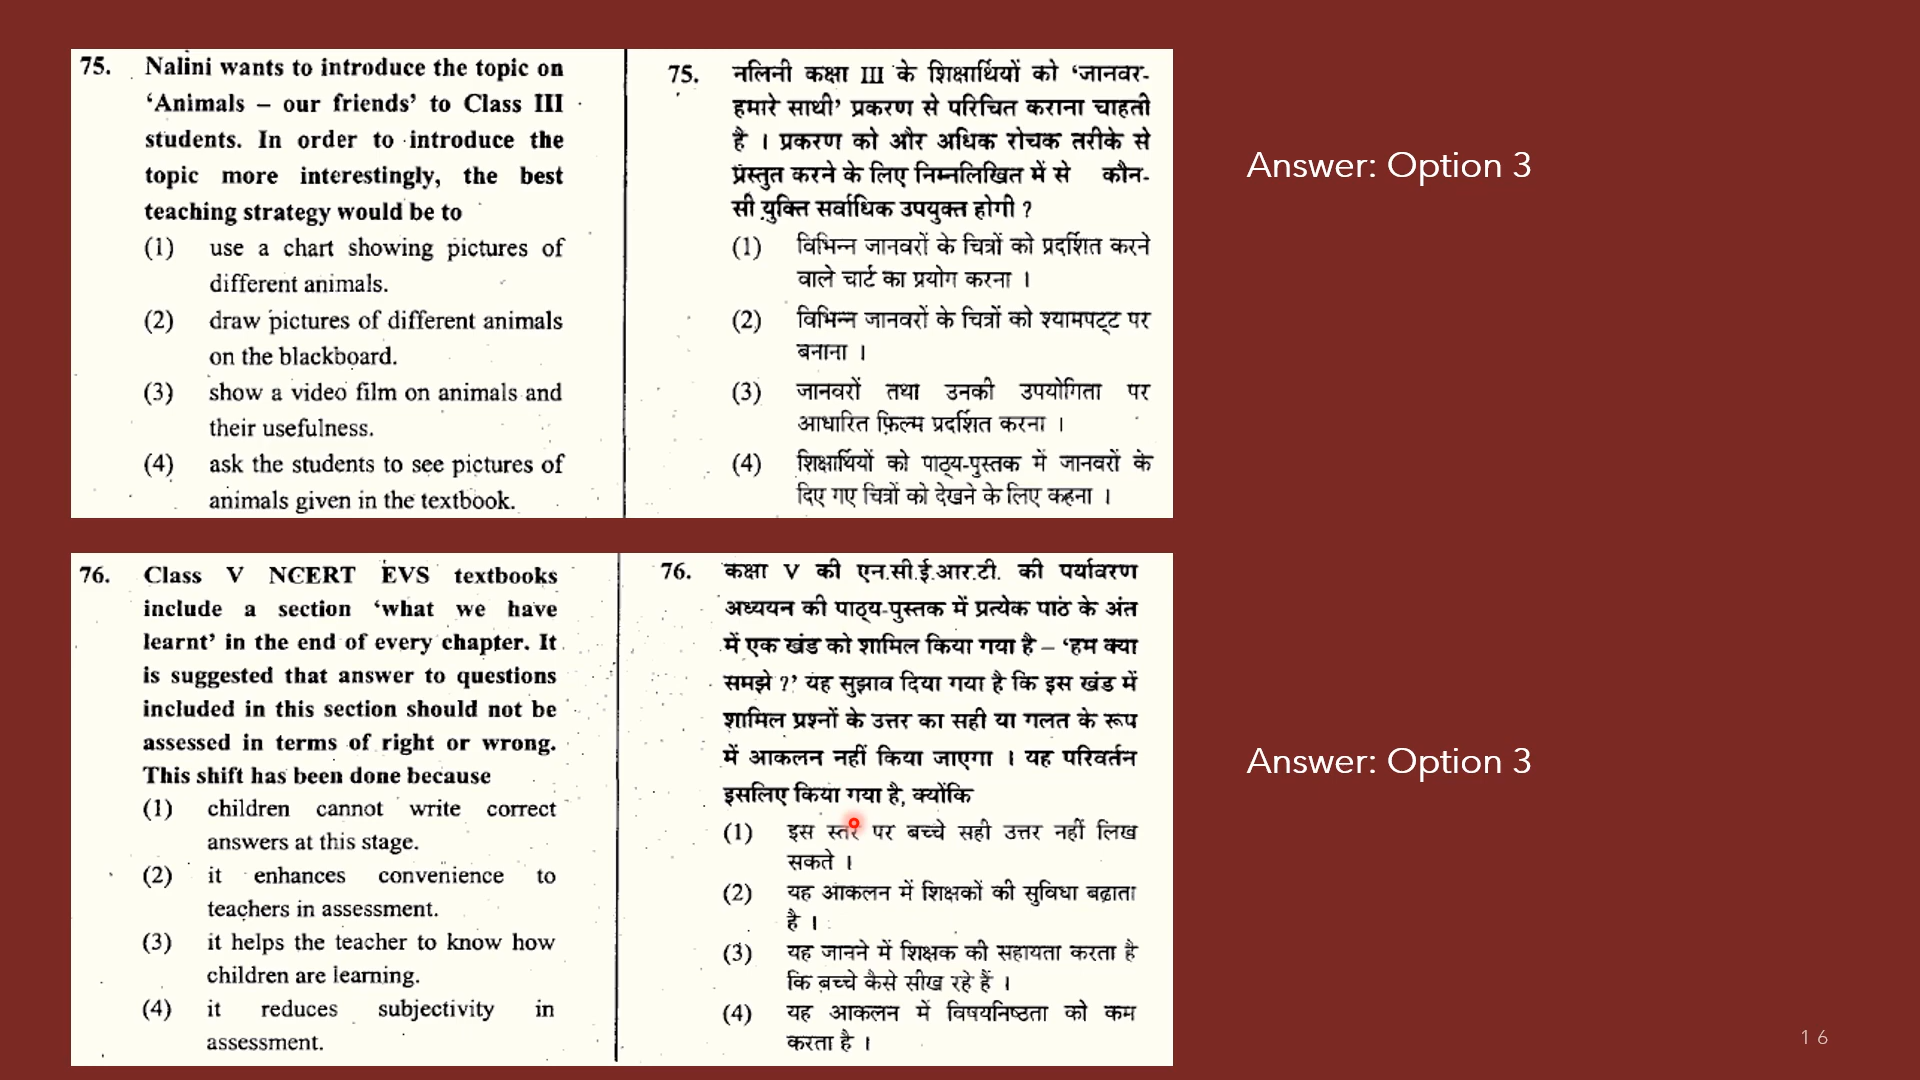 75. Nalini wants to introduce the topic on
‘Animals – our friends’ to Class III
students. In order to introduce the
topic more interestingly, the best
teaching strategy would be to
(1) use a chart showing pictures of
different animals.
(2) draw pictures of different animals
on the blackboard.
(3) show a video film on animals and
their usefulness.
(4) ask the students to see pictures of
animals given in the textbook.
75. नलिनी कक्षा III के शिक्षार्थियों को ‘जानवर-
हमारे साथी’ प्रकरण से परिचित कराना चाहती
है । प्रकरण को और अधिक रोचक तरीके से
प्रस्तुत करने के लिए निम्नलिखित में से कौन-
सी युक्ति सर्वाधिक उपयुक्त होगी ?
(1) विभिन्न जानवरों के चित्रों को प्रदर्शित करने
वाले चार्ट का प्रयोग करना ।
(2) विभिन्न जानवरों के चित्रों को श्यामपट्ट पर
बनाना ।
(3) जानवरों तथा उनकी उपयोगिता पर
आधारित फ़िल्म प्रदर्शित करना ।
(4) शिक्षार्थियों को पाठ्य-पुस्तक में जानवरों के
दिए गए चित्रों को देखने के लिए कहना ।
Answer: Option 3
76. Class V NCERT EVS textbooks
include a section ‘what we have
learnt’ in the end of every chapter. It
is suggested that answer to questions
included in this section should not be
assessed in terms of right or wrong.
This shift has been done because
(1) children cannot write correct
answers at this stage.
(2) it enhances convenience to
teachers in assessment.
(3) it helps the teacher to know how
children are learning.
(4) it reduces subjectivity in
assessment.
76. कक्षा V की एन.सी.ई.आर.टी. की पर्यावरण
अध्ययन की पाठ्य-पुस्तक में प्रत्येक पाठ के अंत
में एक खंड को शामिल किया गया है – ‘हम क्या
समझे ?’ यह सुझाव दिया गया है कि इस खंड में
शामिल प्रश्नों के उत्तर का सही या गलत के रूप
में आकलन नहीं किया जाएगा । यह परिवर्तन
इसलिए किया गया है, क्योंकि
(1) इस स्तर पर बच्चे सही उत्तर नहीं लिख
सकते ।
(2) यह आकलन में शिक्षकों की सुविधा बढ़ाता
है ।
(3) यह जानने में शिक्षक की सहायता करता है
कि बच्चे कैसे सीख रहे हैं ।
(4) यह आकलन में विषयनिष्ठता को कम
करता है ।
Answer: Option 3
16